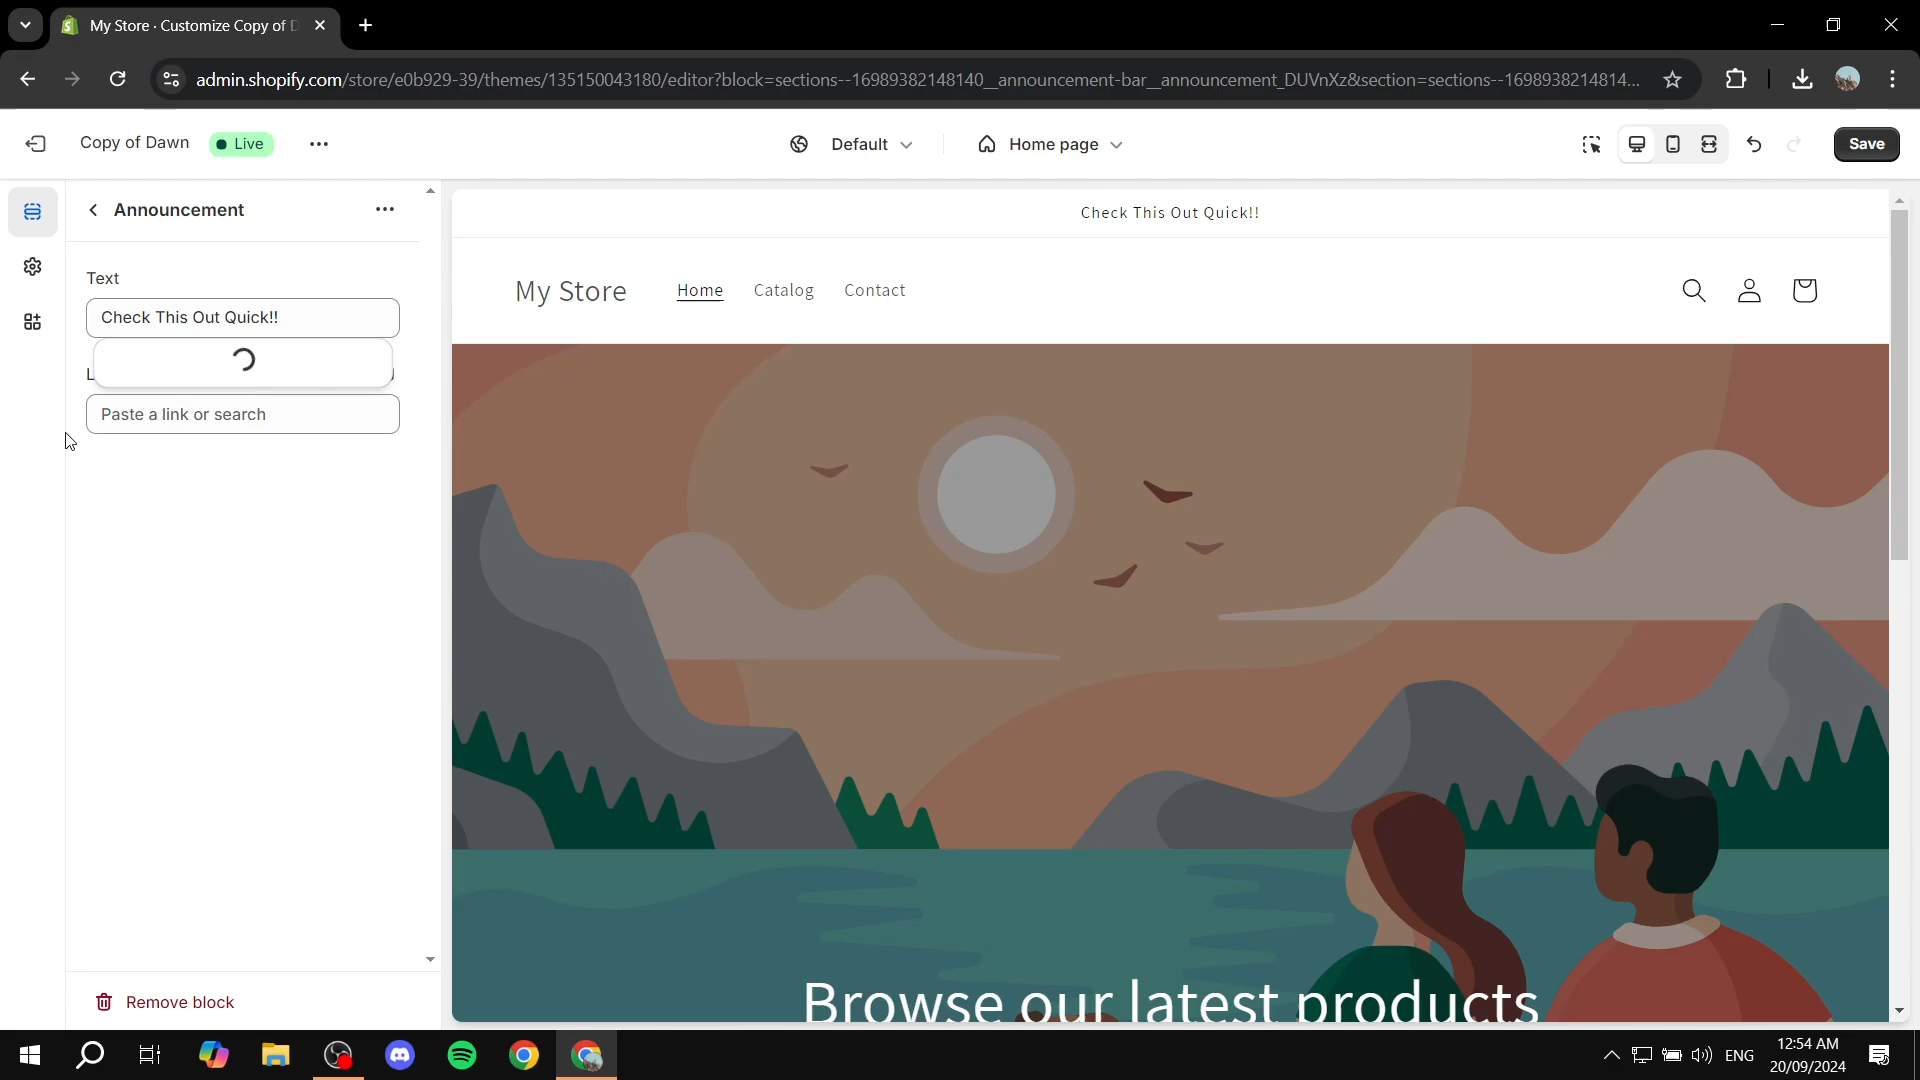 My Store · Customize Copy of D
admin.shopify.com/store/e0b929-39/themes/135150043180/editor?block=sections--16989382148140__announcement-bar__announcement_DUVnXz&section=sections--1698938214814...
Copy of Dawn
Live
Default
Home page
Save
Announcement
Text
Check This Out Quick!!
Paste a link or search
Remove block
Check This Out Quick!!
My Store
Home
Catalog
Contact
Browse our latest products
ENG
12:54 AM
20/09/2024